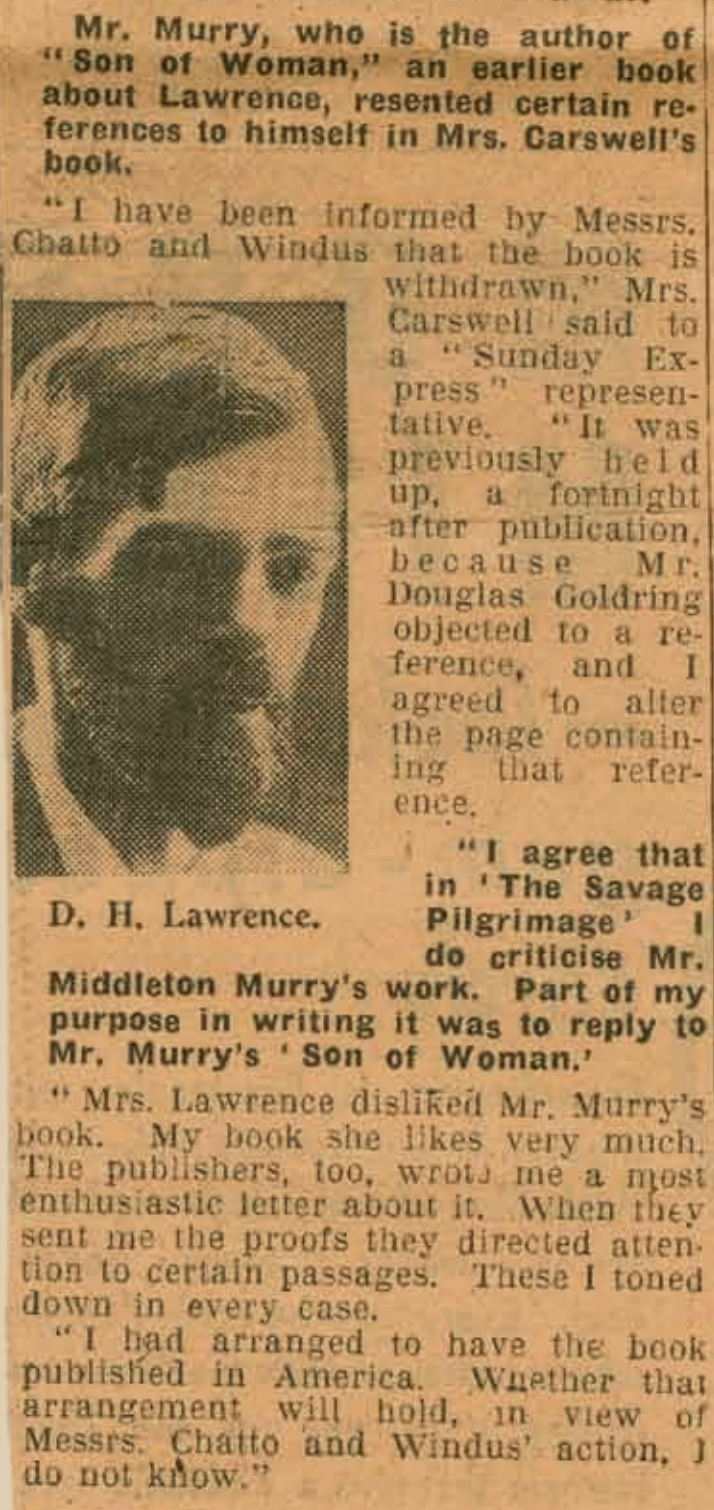 Mr. Murry, who is the author of
"Son of Woman," an earlier book
about Lawrence, resented certain re-
ferences to himself in Mrs. Carswell's
book.
"I have been informed by Messrs.
Chatto and Windus that the book is
withdrawn," Mrs.
Carswell said to
a "Sunday Ex-
press" represen-
tative. "It was
previously held
up, a fortnight
after publication,
because Mr.
Douglas Goldring
objected to a re-
ference, and I
agreed to alter
the page contain-
ing that refer-
ence.
"I agree that
in 'The Savage
Pilgrimage' I
do criticise Mr.
Middleton Murry's work. Part of my
purpose in writing it was to reply to
Mr. Murry's 'Son of Woman.'
D. H. Lawrence.
"Mrs. Lawrence disliked Mr. Murry's
book. My book she likes very much.
The publishers, too, wrote me a most
enthusiastic letter about it. When they
sent me the proofs they directed atten-
tion to certain passages. These I toned
down in every case.
"I had arranged to have the book
published in America. Whether that
arrangement will hold, in view of
Messrs. Chatto and Windus' action, I
do not know."